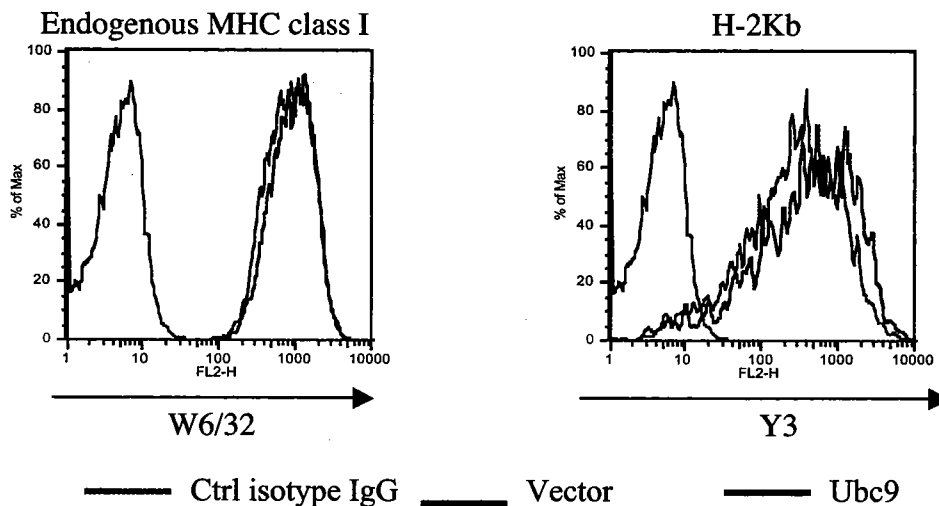 Endogenous MHC class I
100
80
60
40
20
0
% of Max
1 10 100 1000 10000
FL2-H
W6/32
H-2Kb
100
80
60
40
20
0
% of Max
1 10 100 1000 10000
FL2-H
Y3
Ctrl isotype IgG Vector Ubc9